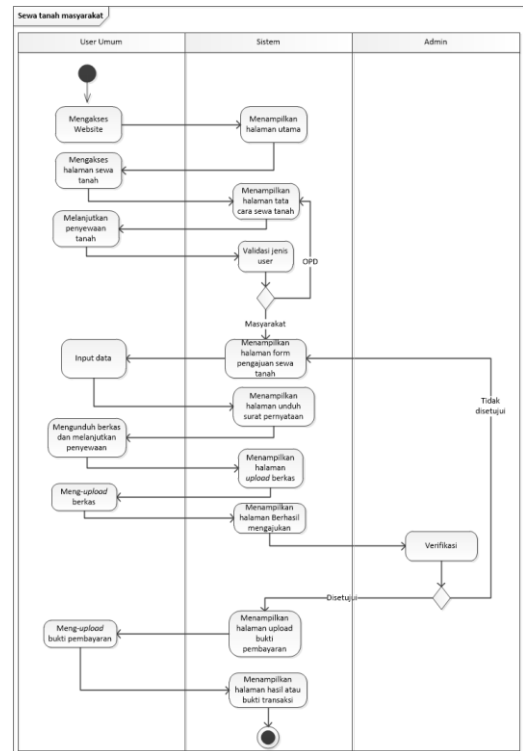 Sewa tanah masyarakat
User Umum
Sistem
Admin
Mengakses
Website
Menampilkan
halaman utama
Mengakses
halaman sewa
tanah
Menampilkan
halaman tata
cara sewa tanah
Melanjutkan
penyewaan
tanah
Validasi jenis
user
OPD
Masyarakat
Menampilkan
halaman form
pengajuan sewa
tanah
Input data
Tidak
disetujui
Menampilkan
halaman unduh
surat pernyataan
Mengunduh berkas
dan melanjutkan
penyewaan
Menampilkan
halaman
upload berkas
Meng-upload
berkas
Menampilkan
halaman Berhasil
mengajukan
Verifikasi
Disetujui
Menampilkan
halaman upload
bukti
pembayaran
Meng-upload
bukti pembayaran
Menampilkan
halaman hasil atau
bukti transaksi